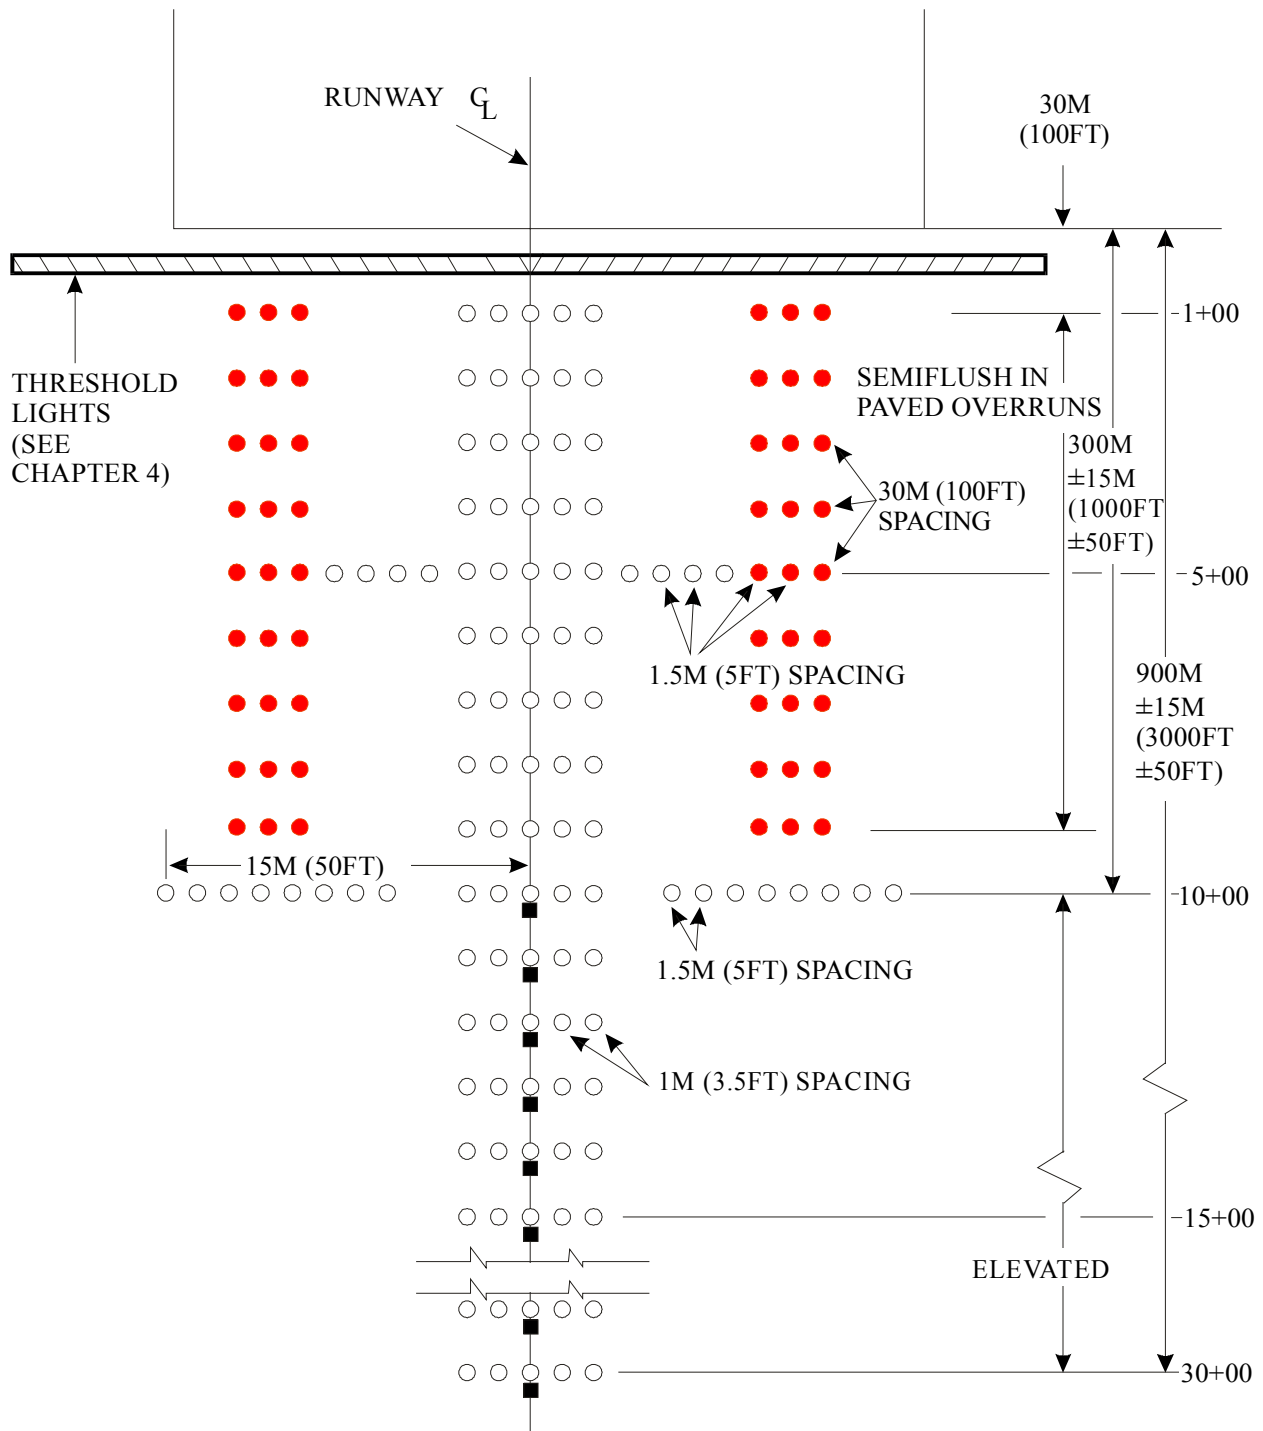 RUNWAY CL
30M
(100FT)
1+00
THRESHOLD
LIGHTS
(SEE
CHAPTER 4)
SEMIFLUSH IN
PAVED OVERRUNS
300M
±15M
(1000FT
±50FT)
30M (100FT)
SPACING
5+00
1.5M (5FT) SPACING
900M
±15M
(3000FT
±50FT)
15M (50FT)
10+00
1.5M (5FT) SPACING
1M (3.5FT) SPACING
15+00
ELEVATED
30+00